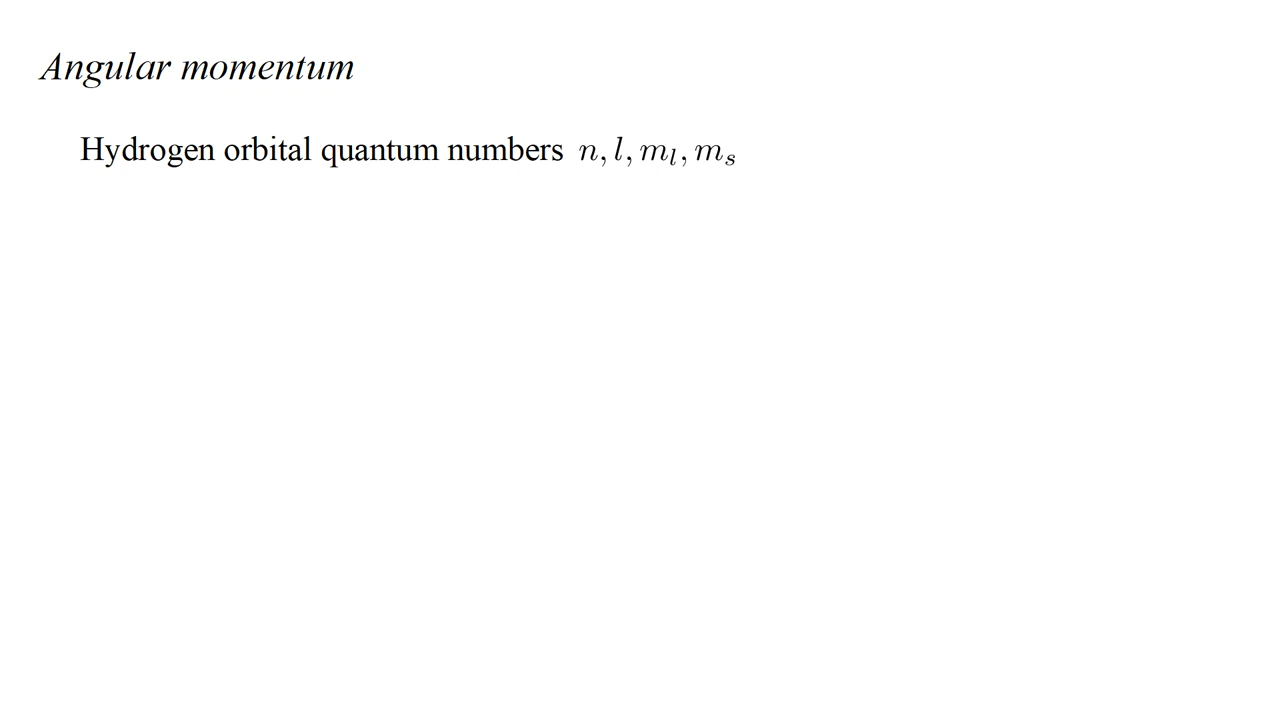 Angular momentum
Hydrogen orbital quantum numbers $n, l, m_l, m_s$